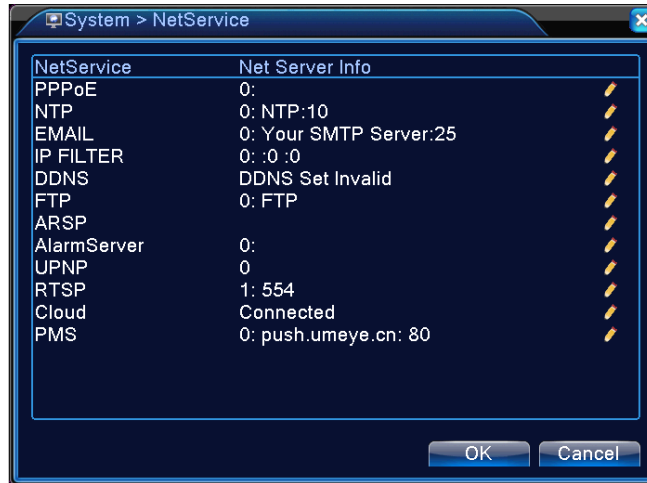 System > NetService
NetService Net Server Info
PPPoE 0:
NTP 0: NTP:10
EMAIL 0: Your SMTP Server:25
IP FILTER 0: :0 :0
DDNS DDNS Set Invalid
FTP 0: FTP
ARSP
AlarmServer 0:
UPNP 0
RTSP 1: 554
Cloud Connected
PMS 0: push.umeye.cn: 80
OK Cancel